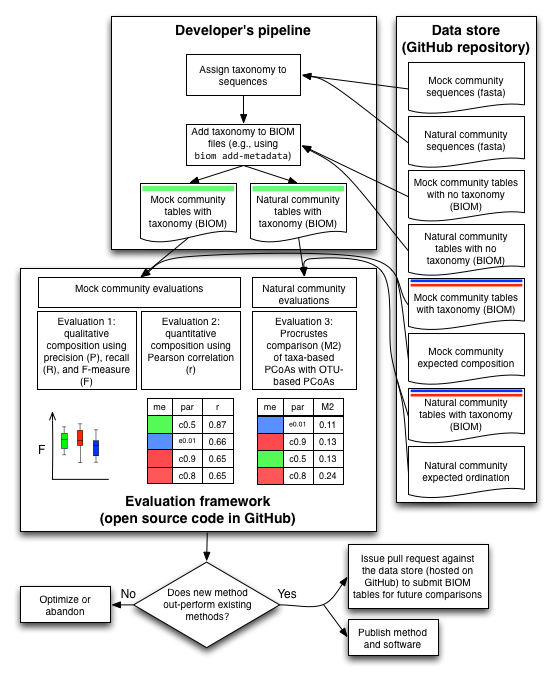 Developer's pipeline
Assign taxonomy to
sequences
Add taxonomy to BIOM
files (e.g., using
biom add-metadata)
Mock community
tables with
taxonomy (BIOM)
Natural community
tables with
taxonomy (BIOM)
Data store
(GitHub repository)
Mock community
sequences (fasta)
Natural community
sequences (fasta)
Mock community tables
with no taxonomy
(BIOM)
Natural community
tables with no
taxonomy (BIOM)
Mock community tables
with taxonomy (BIOM)
Mock community
expected composition
Natural community
tables with taxonomy
(BIOM)
Natural community
expected ordination
Mock community evaluations
Natural community
evaluations
Evaluation 1:
qualitative
composition using
precision (P), recall
(R), and F-measure
(F)
Evaluation 2:
quantitative
composition using
Pearson correlation
(r)
Evaluation 3:
Procrustes
comparison (M2)
of taxa-based
PCoAs with OTU-
based PCoAs
F
me par r
c0.5 0.87
e0.01 0.66
c0.9 0.65
c0.8 0.65
me par M2
e0.01 0.11
c0.9 0.13
c0.5 0.13
c0.8 0.24
Evaluation framework
(open source code in GitHub)
Does new method
out-perform existing
methods?
No
Optimize or
abandon
Yes
Issue pull request against
the data store (hosted on
GitHub) to submit BIOM
tables for future comparisons
Publish method
and software